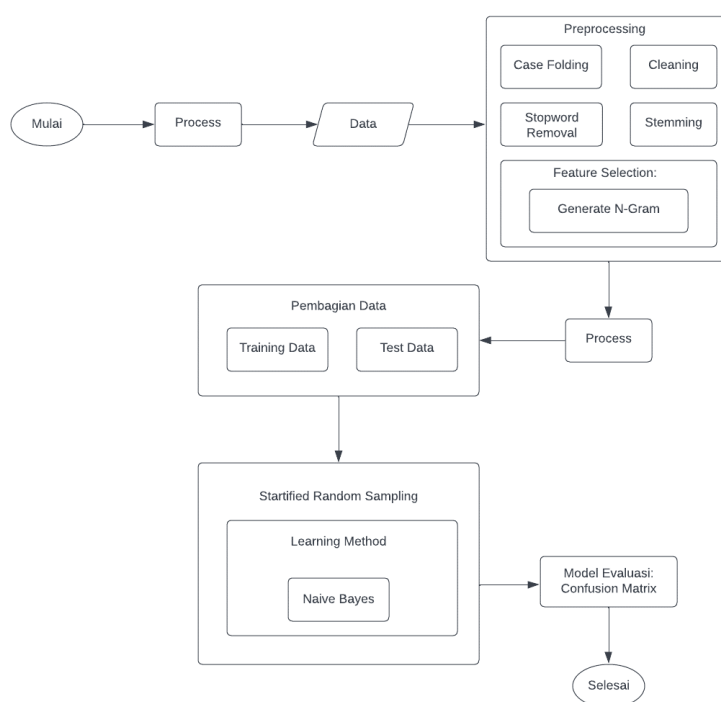 Preprocessing
Case Folding
Cleaning
Mulai
Process
Data
Stopword
Removal
Stemming
Feature Selection:
Generate N-Gram
Pembagian Data
Training Data
Test Data
Process
Startified Random Sampling
Learning Method
Naive Bayes
Model Evaluasi:
Confusion Matrix
Selesai